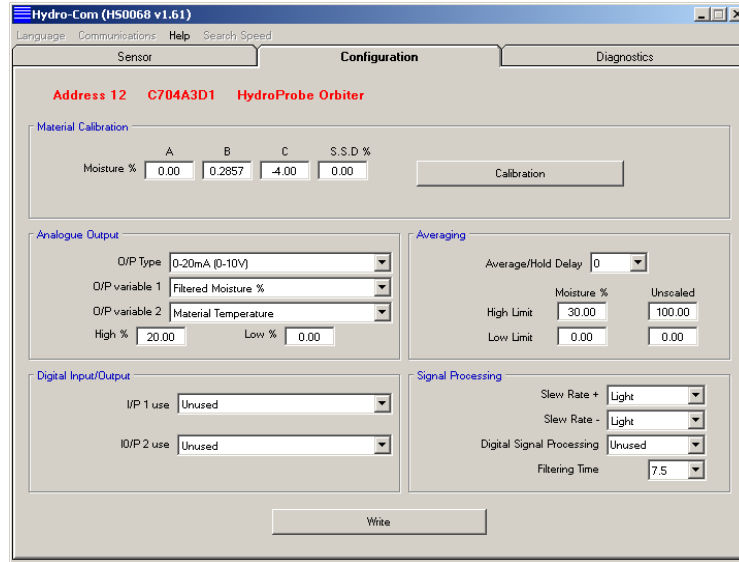 Hydro-Com (HS0068 v1.61)
Language Communications Help Search Speed
Sensor Configuration Diagnostics
Address 12 C704A3D1 HydroProbe Orbiter
Material Calibration
A B C S.S.D %
Moisture % 0.00 0.2857 -4.00 0.00 Calibration
Analogue Output
O/P Type 0-20mA (0-10V)
O/P variable 1 Filtered Moisture %
O/P variable 2 Material Temperature
High % 20.00 Low % 0.00
Averaging
Average/Hold Delay 0
Moisture % Unscaled
High Limit 30.00 100.00
Low Limit 0.00 0.00
Digital Input/Output
I/P 1 use Unused
I0/P 2 use Unused
Signal Processing
Slew Rate + Light
Slew Rate - Light
Digital Signal Processing Unused
Filtering Time 7.5
Write